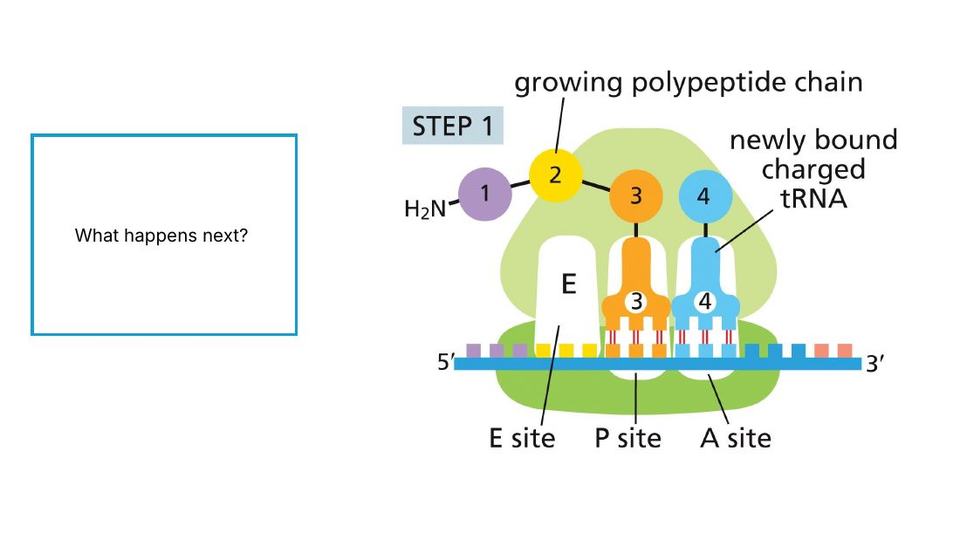 growing polypeptide chain
STEP 1
newly bound
charged
tRNA
2
1
3
4
H₂N
What happens next?
E
3
4
5′
3′
E site
P site
A site